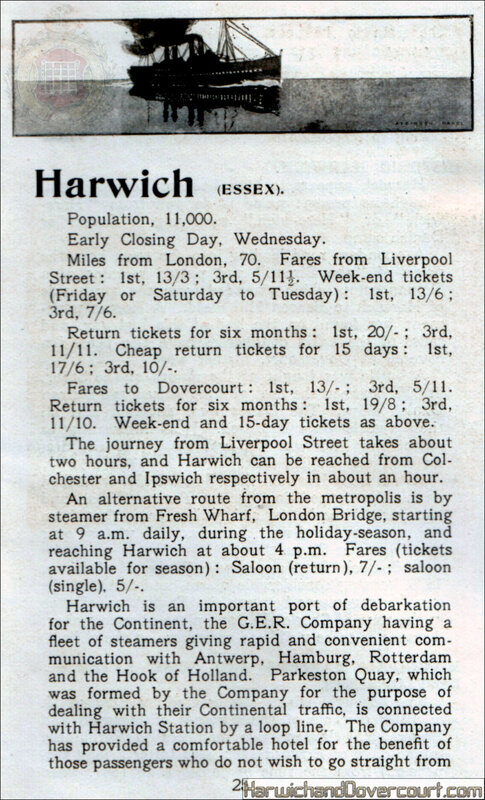 Harwich (ESSEX).
Population, 11,000.
Early Closing Day, Wednesday.
Miles from London, 70. Fares from Liverpool
Street: 1st, 13/3; 3rd, 5/11½. Week-end tickets
(Friday or Saturday to Tuesday): 1st, 13/6;
3rd, 7/6.
Return tickets for six months: 1st, 20/-; 3rd,
11/11. Cheap return tickets for 15 days: 1st,
17/6; 3rd, 10/-.
Fares to Dovercourt: 1st, 13/-; 3rd, 5/11.
Return tickets for six months: 1st, 19/8; 3rd,
11/10. Week-end and 15-day tickets as above.
The journey from Liverpool Street takes about
two hours, and Harwich can be reached from Col-
chester and Ipswich respectively in about an hour.
An alternative route from the metropolis is by
steamer from Fresh Wharf, London Bridge, starting
at 9 a.m. daily, during the holiday-season, and
reaching Harwich at about 4 p.m. Fares (tickets
available for season): Saloon (return), 7/-; saloon
(single), 5/-.
Harwich is an important port of debarkation
for the Continent, the G.E.R. Company having a
fleet of steamers giving rapid and convenient com-
munication with Antwerp, Hamburg, Rotterdam
and the Hook of Holland. Parkeston Quay, which
was formed by the Company for the purpose of
dealing with their Continental traffic, is connected
with Harwich Station by a loop line. The Company
has provided a comfortable hotel for the benefit of
those passengers who do not wish to go straight from
HarwichandDovercourt.com